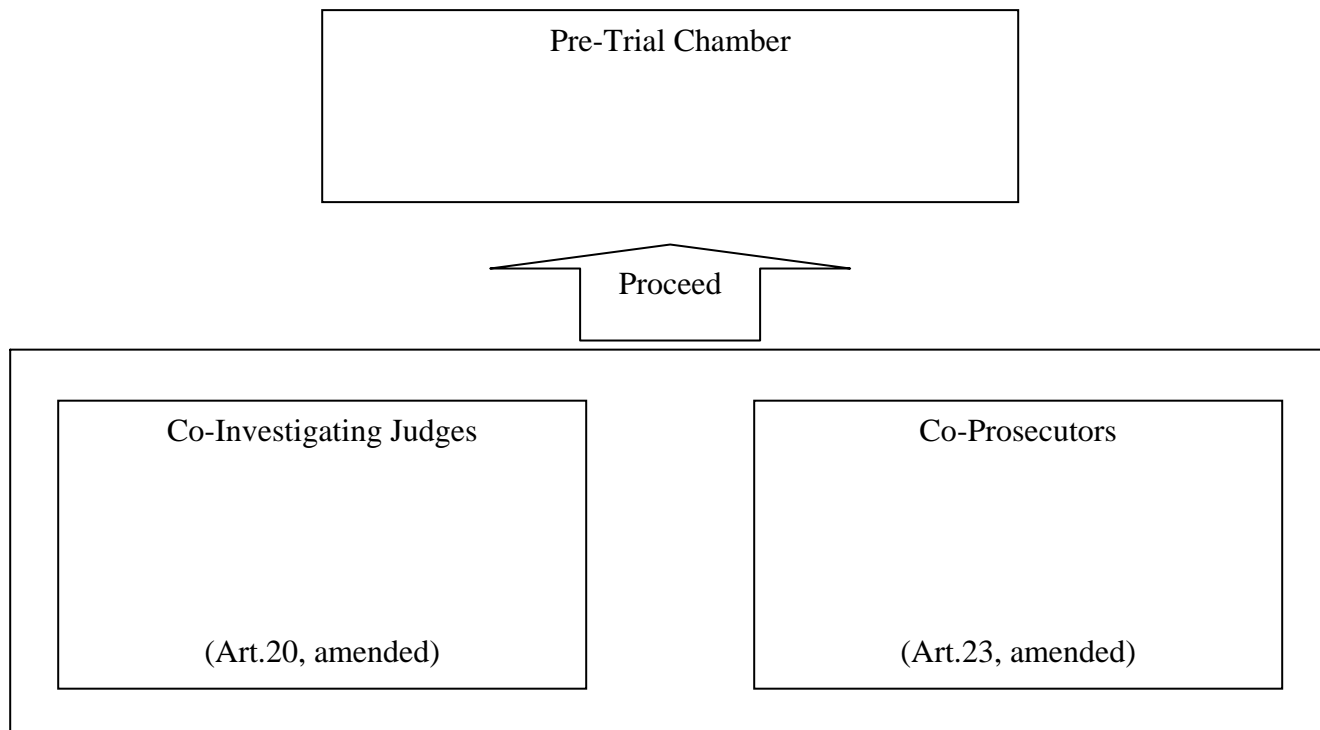 Pre-Trial Chamber
Proceed
Co-Investigating Judges
(Art.20, amended)
Co-Prosecutors
(Art.23, amended)